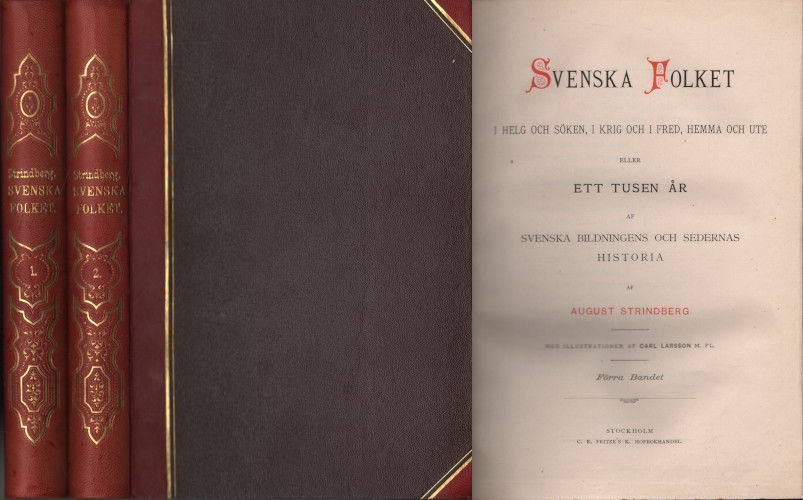 Strindberg.
SVENSKA
FOLKET.
1.
Strindberg.
SVENSKA
FOLKET.
2.
SVENSKA FOLKET
I HELG OCH SÖKEN, I KRIG OCH I FRED, HEMMA OCH UTE
ELLER
ETT TUSEN ÅR
AF
SVENSKA BILDNINGENS OCH SEDERNAS
HISTORIA
AF
AUGUST STRINDBERG
MED ILLUSTRATIONER AF CARL LARSSON M. FL.
Förra Bandet
STOCKHOLM
C. E. FRITZE'S K. HOFBOKHANDEL.